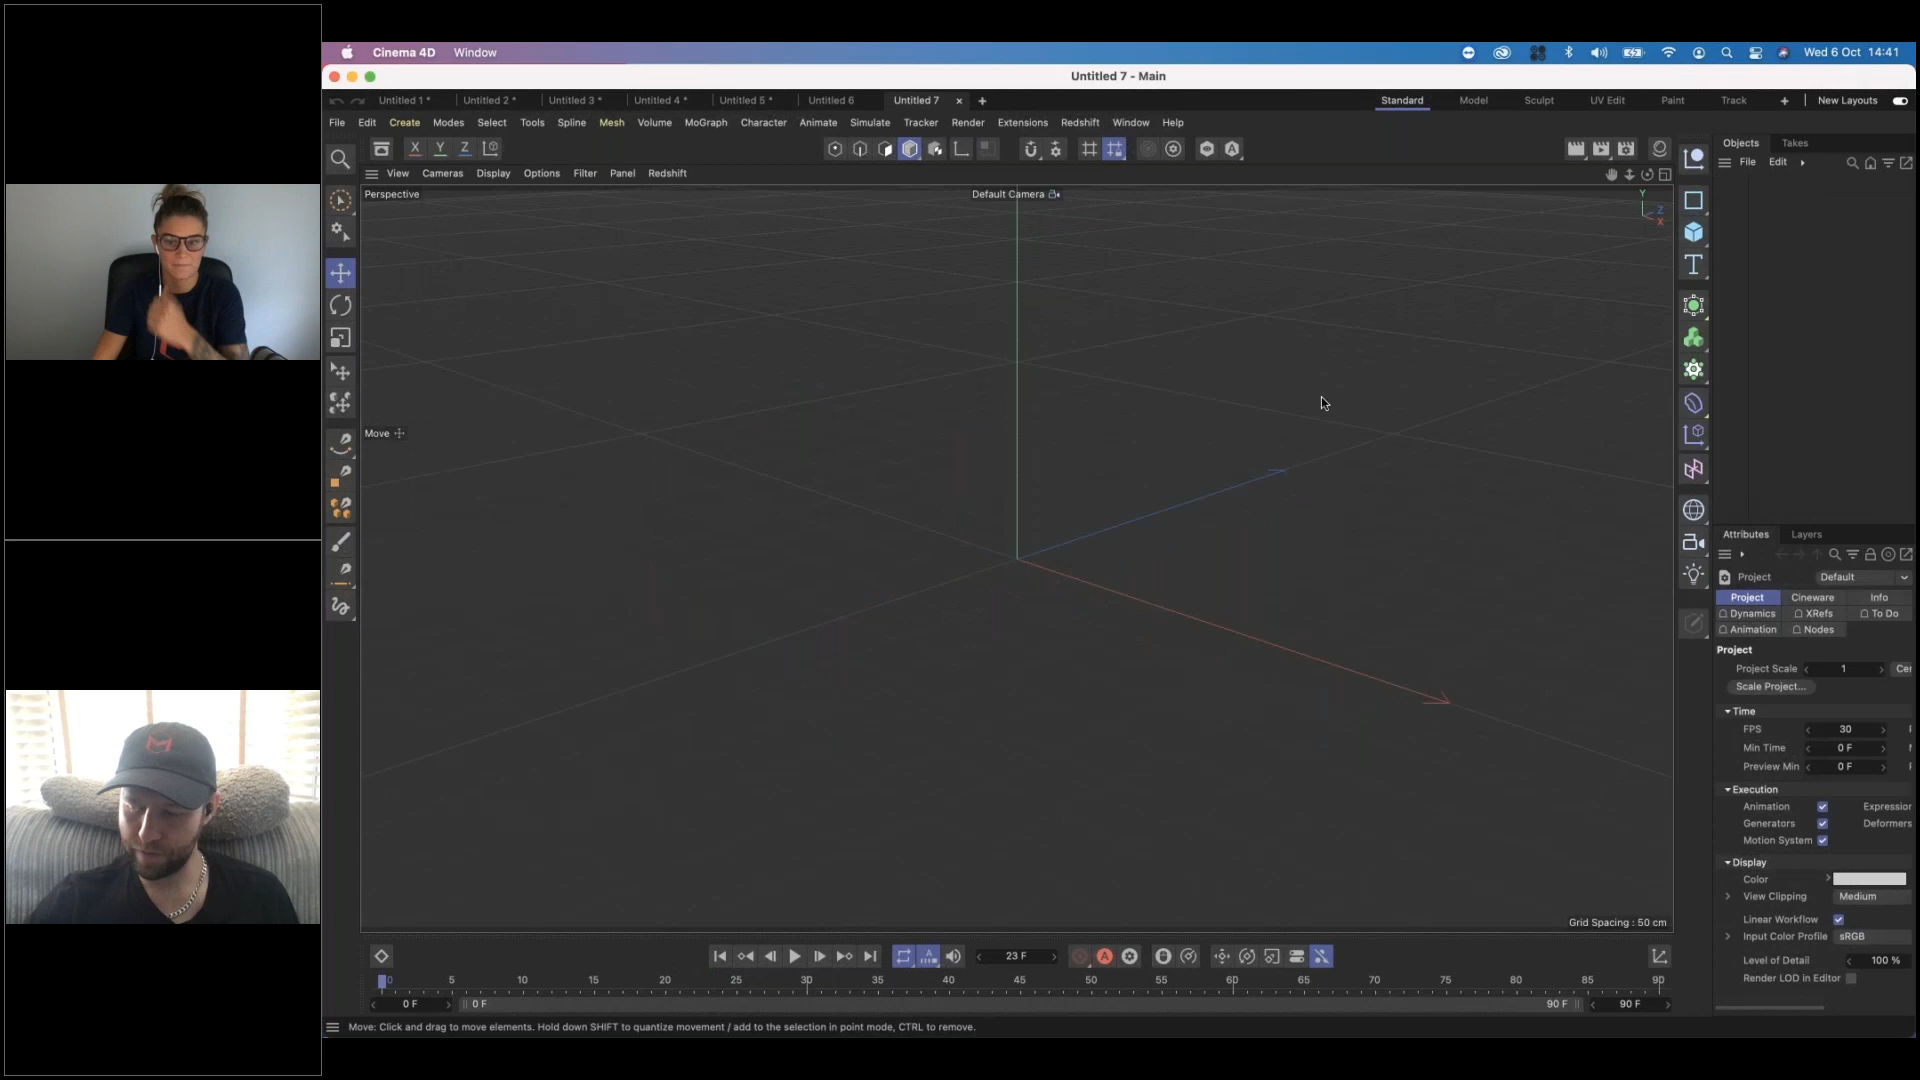 Cinema 4D Window Wed 6 Oct 14:41
Untitled 7 - Main
Untitled 1 * Untitled 2 * Untitled 3 * Untitled 4 * Untitled 5 * Untitled 6 Untitled 7 × + Standard Model Sculpt UV Edit Paint Track + New Layouts
File Edit Create Modes Select Tools Spline Mesh Volume MoGraph Character Animate Simulate Tracker Render Extensions Redshift Window Help
X Y Z
View Cameras Display Options Filter Panel Redshift
Perspective Default Camera
Y
Z
X
Move
Grid Spacing : 50 cm
Objects Takes
File Edit
Attributes Layers
Project Default
Project Cineware Info
Dynamics XRefs To Do
Animation Nodes
Project
Project Scale 1 Cer
Scale Project...
Time
FPS 30
Min Time 0 F
Preview Min 0 F
Execution
Animation Expression
Generators Deformers
Motion System
Display
Color
View Clipping Medium
Linear Workflow
Input Color Profile sRGB
Level of Detail 100 %
Render LOD in Editor
23 F
0 5 10 15 20 25 30 35 40 45 50 55 60 65 70 75 80 85 90
0 F 0 F 90 F 90 F
Move: Click and drag to move elements. Hold down SHIFT to quantize movement / add to the selection in point mode, CTRL to remove.